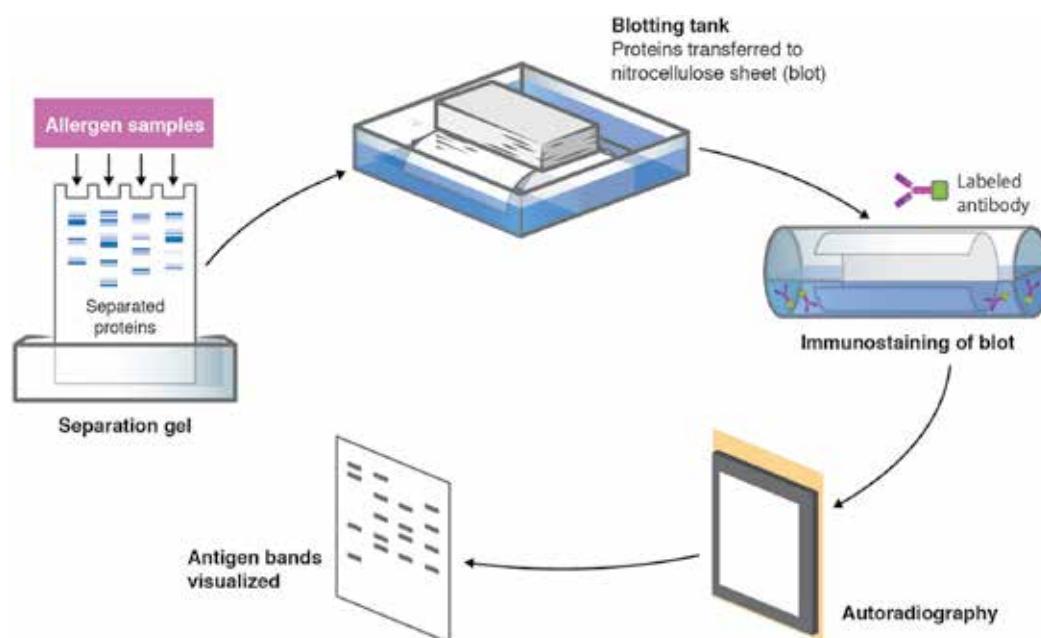 Allergen samples
Separated
proteins
Separation gel
Blotting tank
Proteins transferred to
nitrocellulose sheet (blot)
Labeled
antibody
Immunostaining of blot
Autoradiography
Antigen bands
visualized